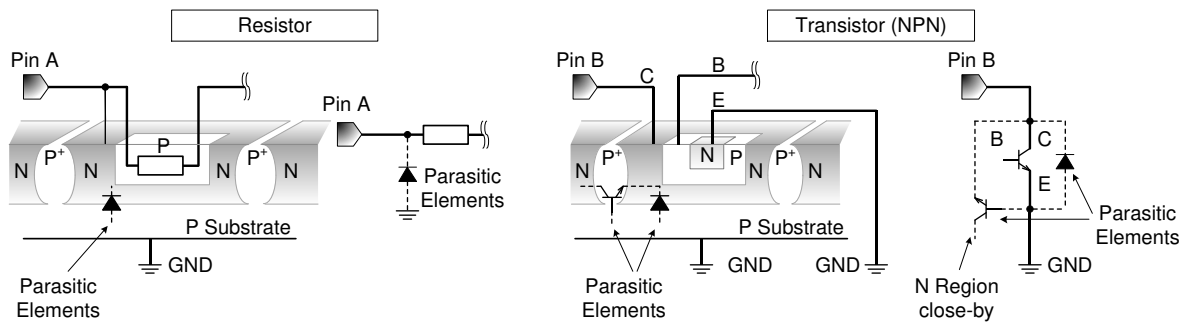 Resistor
Transistor (NPN)
Pin A
Pin A
N
P+
N
P
P+
N
Parasitic
Elements
P Substrate
GND
Parasitic
Elements
Pin B
C
B
E
N
P+
N
N
P
P+
N
P Substrate
GND
GND
Parasitic
Elements
Pin B
B
C
E
Parasitic
Elements
GND
N Region
close-by